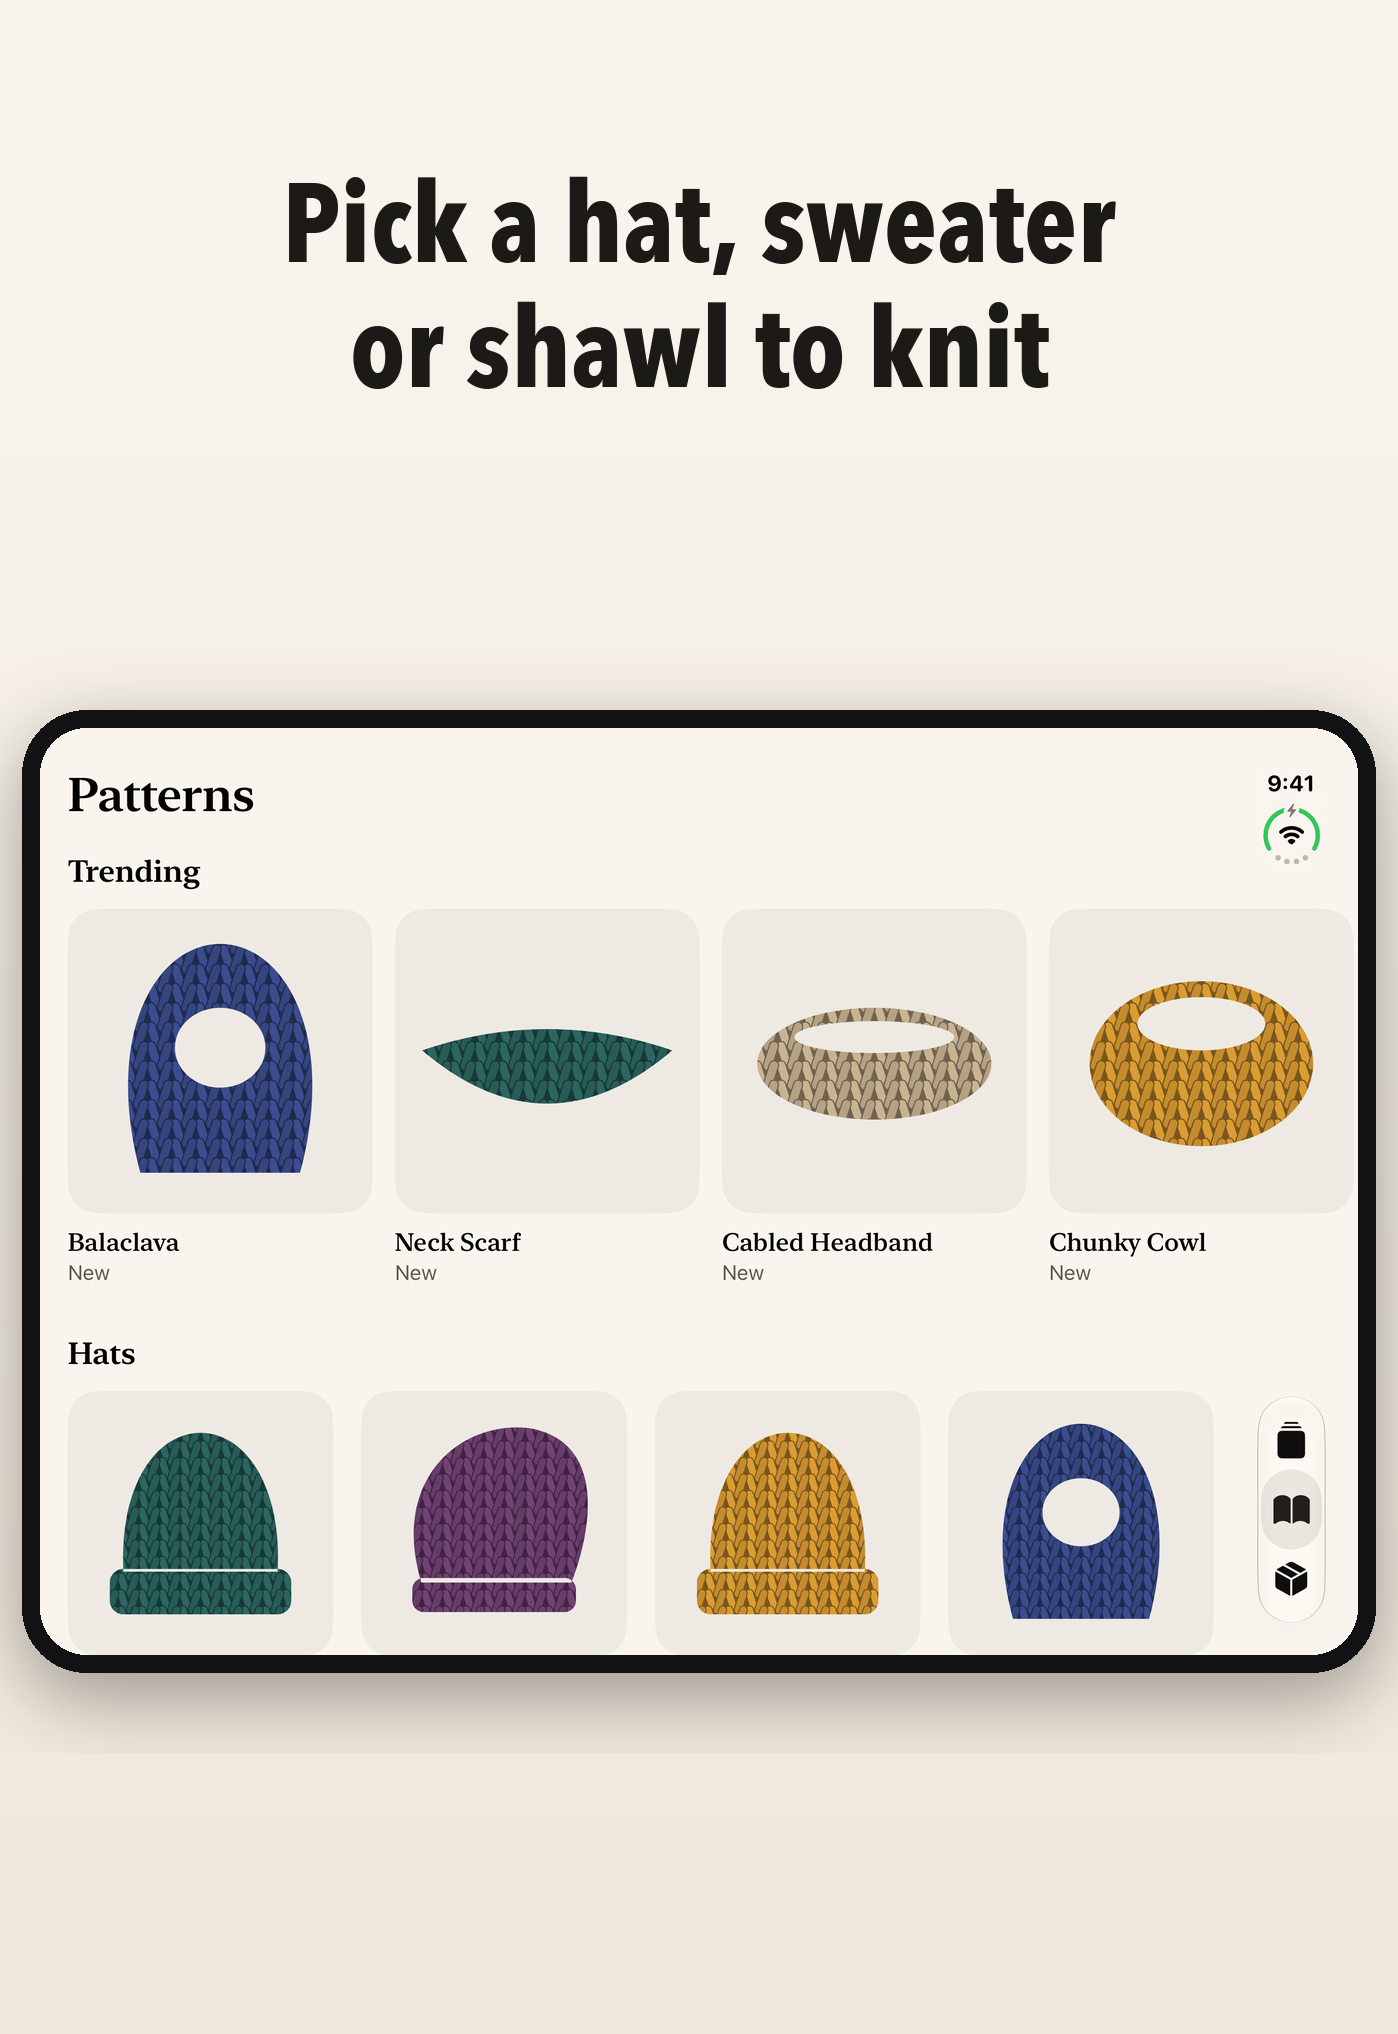 Pick a hat, sweater
or shawl to knit
Patterns
9:41
Trending
Balaclava
New
Neck Scarf
New
Cabled Headband
New
Chunky Cowl
New
Hats